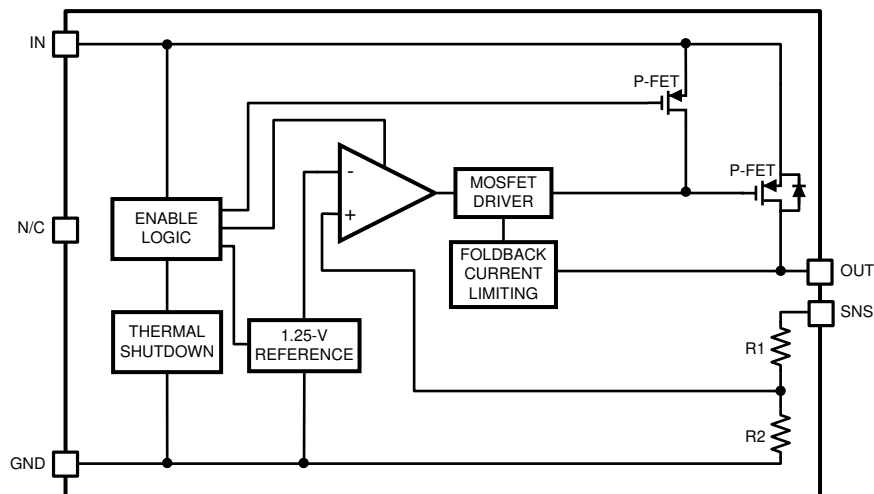 IN
P-FET
P-FET
-
+
MOSFET
DRIVER
N/C
ENABLE
LOGIC
FOLDBACK
CURRENT
LIMITING
OUT
SNS
THERMAL
SHUTDOWN
1.25-V
REFERENCE
R1
R2
GND